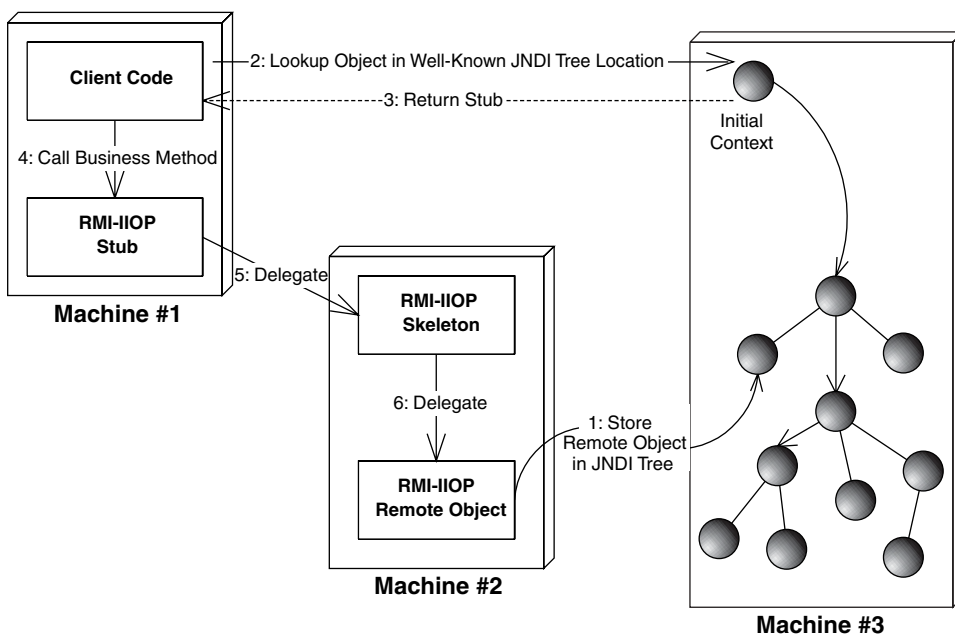 Client Code
2: Lookup Object in Well-Known JNDI Tree Location
3: Return Stub
Initial
Context
4: Call Business Method
RMI-IIOP
Stub
5: Delegate
Machine #1
RMI-IIOP
Skeleton
6: Delegate
1: Store
Remote Object
in JNDI Tree
RMI-IIOP
Remote Object
Machine #2
Machine #3